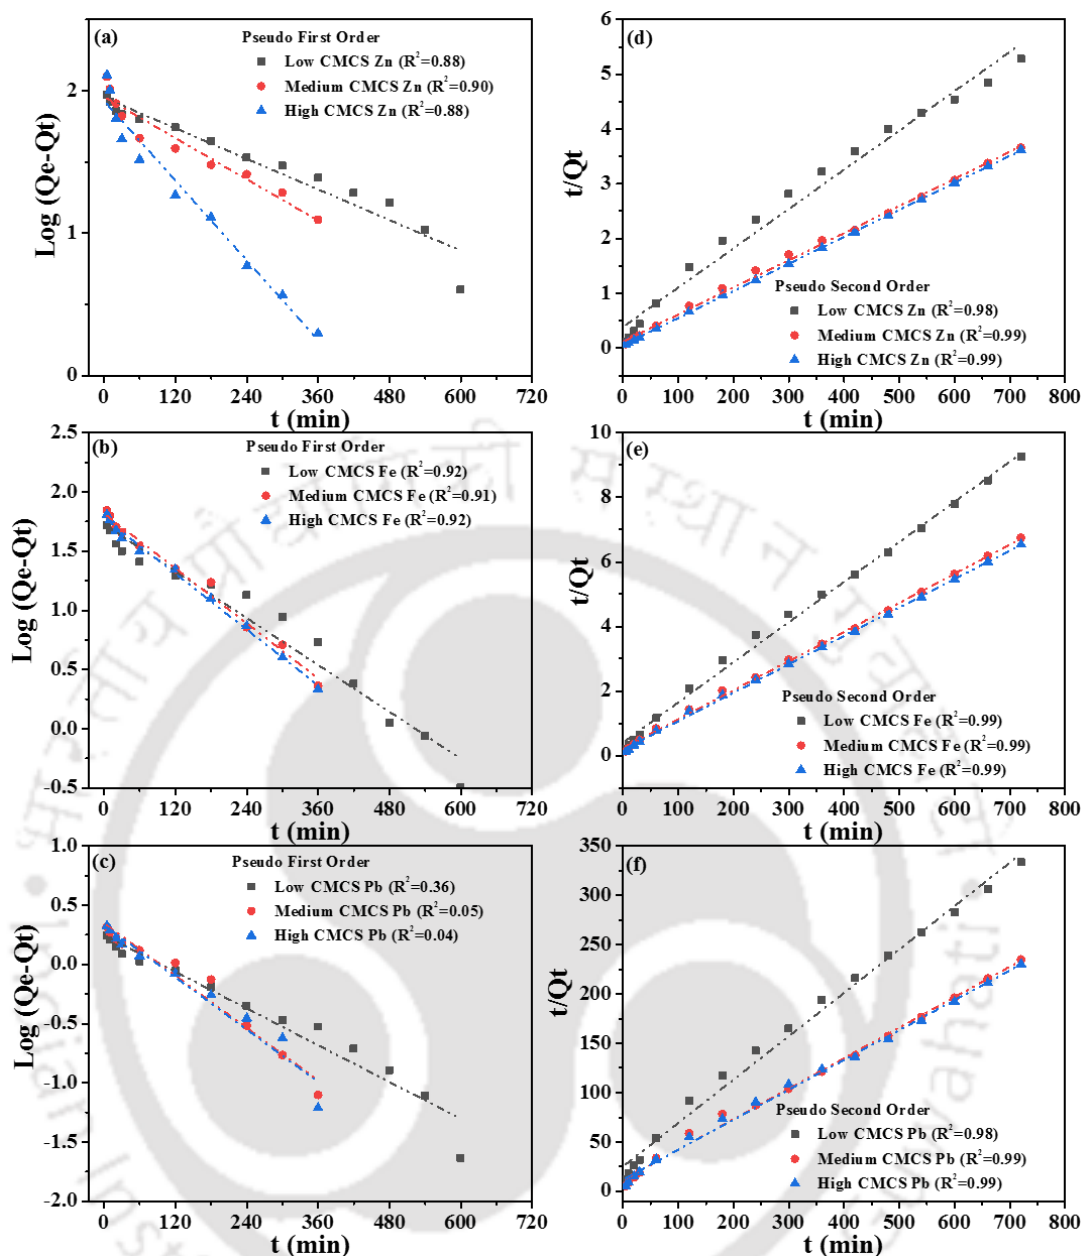 (a)
Pseudo First Order
Low CMCS Zn (R²=0.88)
Medium CMCS Zn (R²=0.90)
High CMCS Zn (R²=0.88)
Log (Qe-Qt)
2
1
0
0 120 240 360 480 600 720
t (min)
(d)
t/Qt
6
5
4
3
2
1
0
Pseudo Second Order
Low CMCS Zn (R²=0.98)
Medium CMCS Zn (R²=0.99)
High CMCS Zn (R²=0.99)
0 100 200 300 400 500 600 700 800
t (min)
(b)
Pseudo First Order
Low CMCS Fe (R²=0.92)
Medium CMCS Fe (R²=0.91)
High CMCS Fe (R²=0.92)
Log (Qe-Qt)
2.5
2.0
1.5
1.0
0.5
0.0
-0.5
0 120 240 360 480 600 720
t (min)
(e)
t/Qt
10
8
6
4
2
0
Pseudo Second Order
Low CMCS Fe (R²=0.99)
Medium CMCS Fe (R²=0.99)
High CMCS Fe (R²=0.99)
0 100 200 300 400 500 600 700 800
t (min)
(c)
Pseudo First Order
Low CMCS Pb (R²=0.36)
Medium CMCS Pb (R²=0.05)
High CMCS Pb (R²=0.04)
Log (Qe-Qt)
1.0
0.5
0.0
-0.5
-1.0
-1.5
-2.0
0 120 240 360 480 600 720
t (min)
(f)
t/Qt
350
300
250
200
150
100
50
0
Pseudo Second Order
Low CMCS Pb (R²=0.98)
Medium CMCS Pb (R²=0.99)
High CMCS Pb (R²=0.99)
0 100 200 300 400 500 600 700 800
t (min)